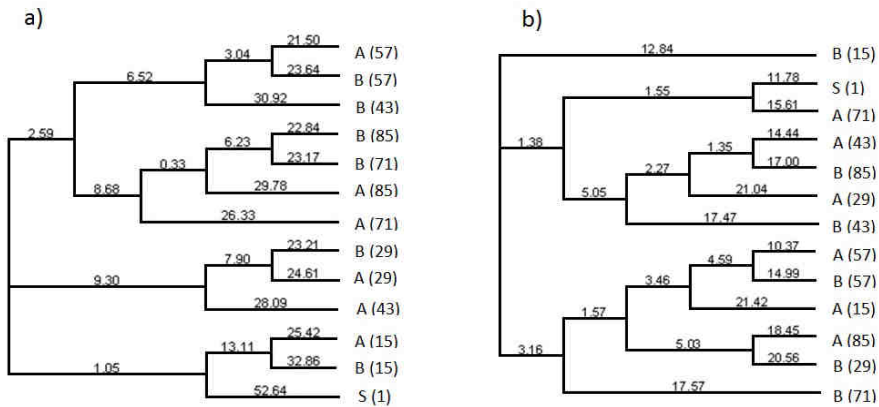 a)
21.50
3.04
A (57)
6.52
23.64
B (57)
30.92
B (43)
2.59
22.84
B (85)
6.23
0.33
23.17
B (71)
8.68
29.78
A (85)
26.33
A (71)
23.21
B (29)
7.90
9.30
24.61
A (29)
28.09
A (43)
25.42
A (15)
13.11
1.05
32.86
B (15)
52.64
S (1)
b)
12.84
B (15)
11.78
S (1)
1.55
15.61
A (71)
1.38
14.44
A (43)
1.35
2.27
17.00
B (85)
5.05
21.04
A (29)
17.47
B (43)
10.37
A (57)
4.59
3.46
14.99
B (57)
1.57
21.42
A (15)
3.16
18.45
A (85)
5.03
20.56
B (29)
17.57
B (71)